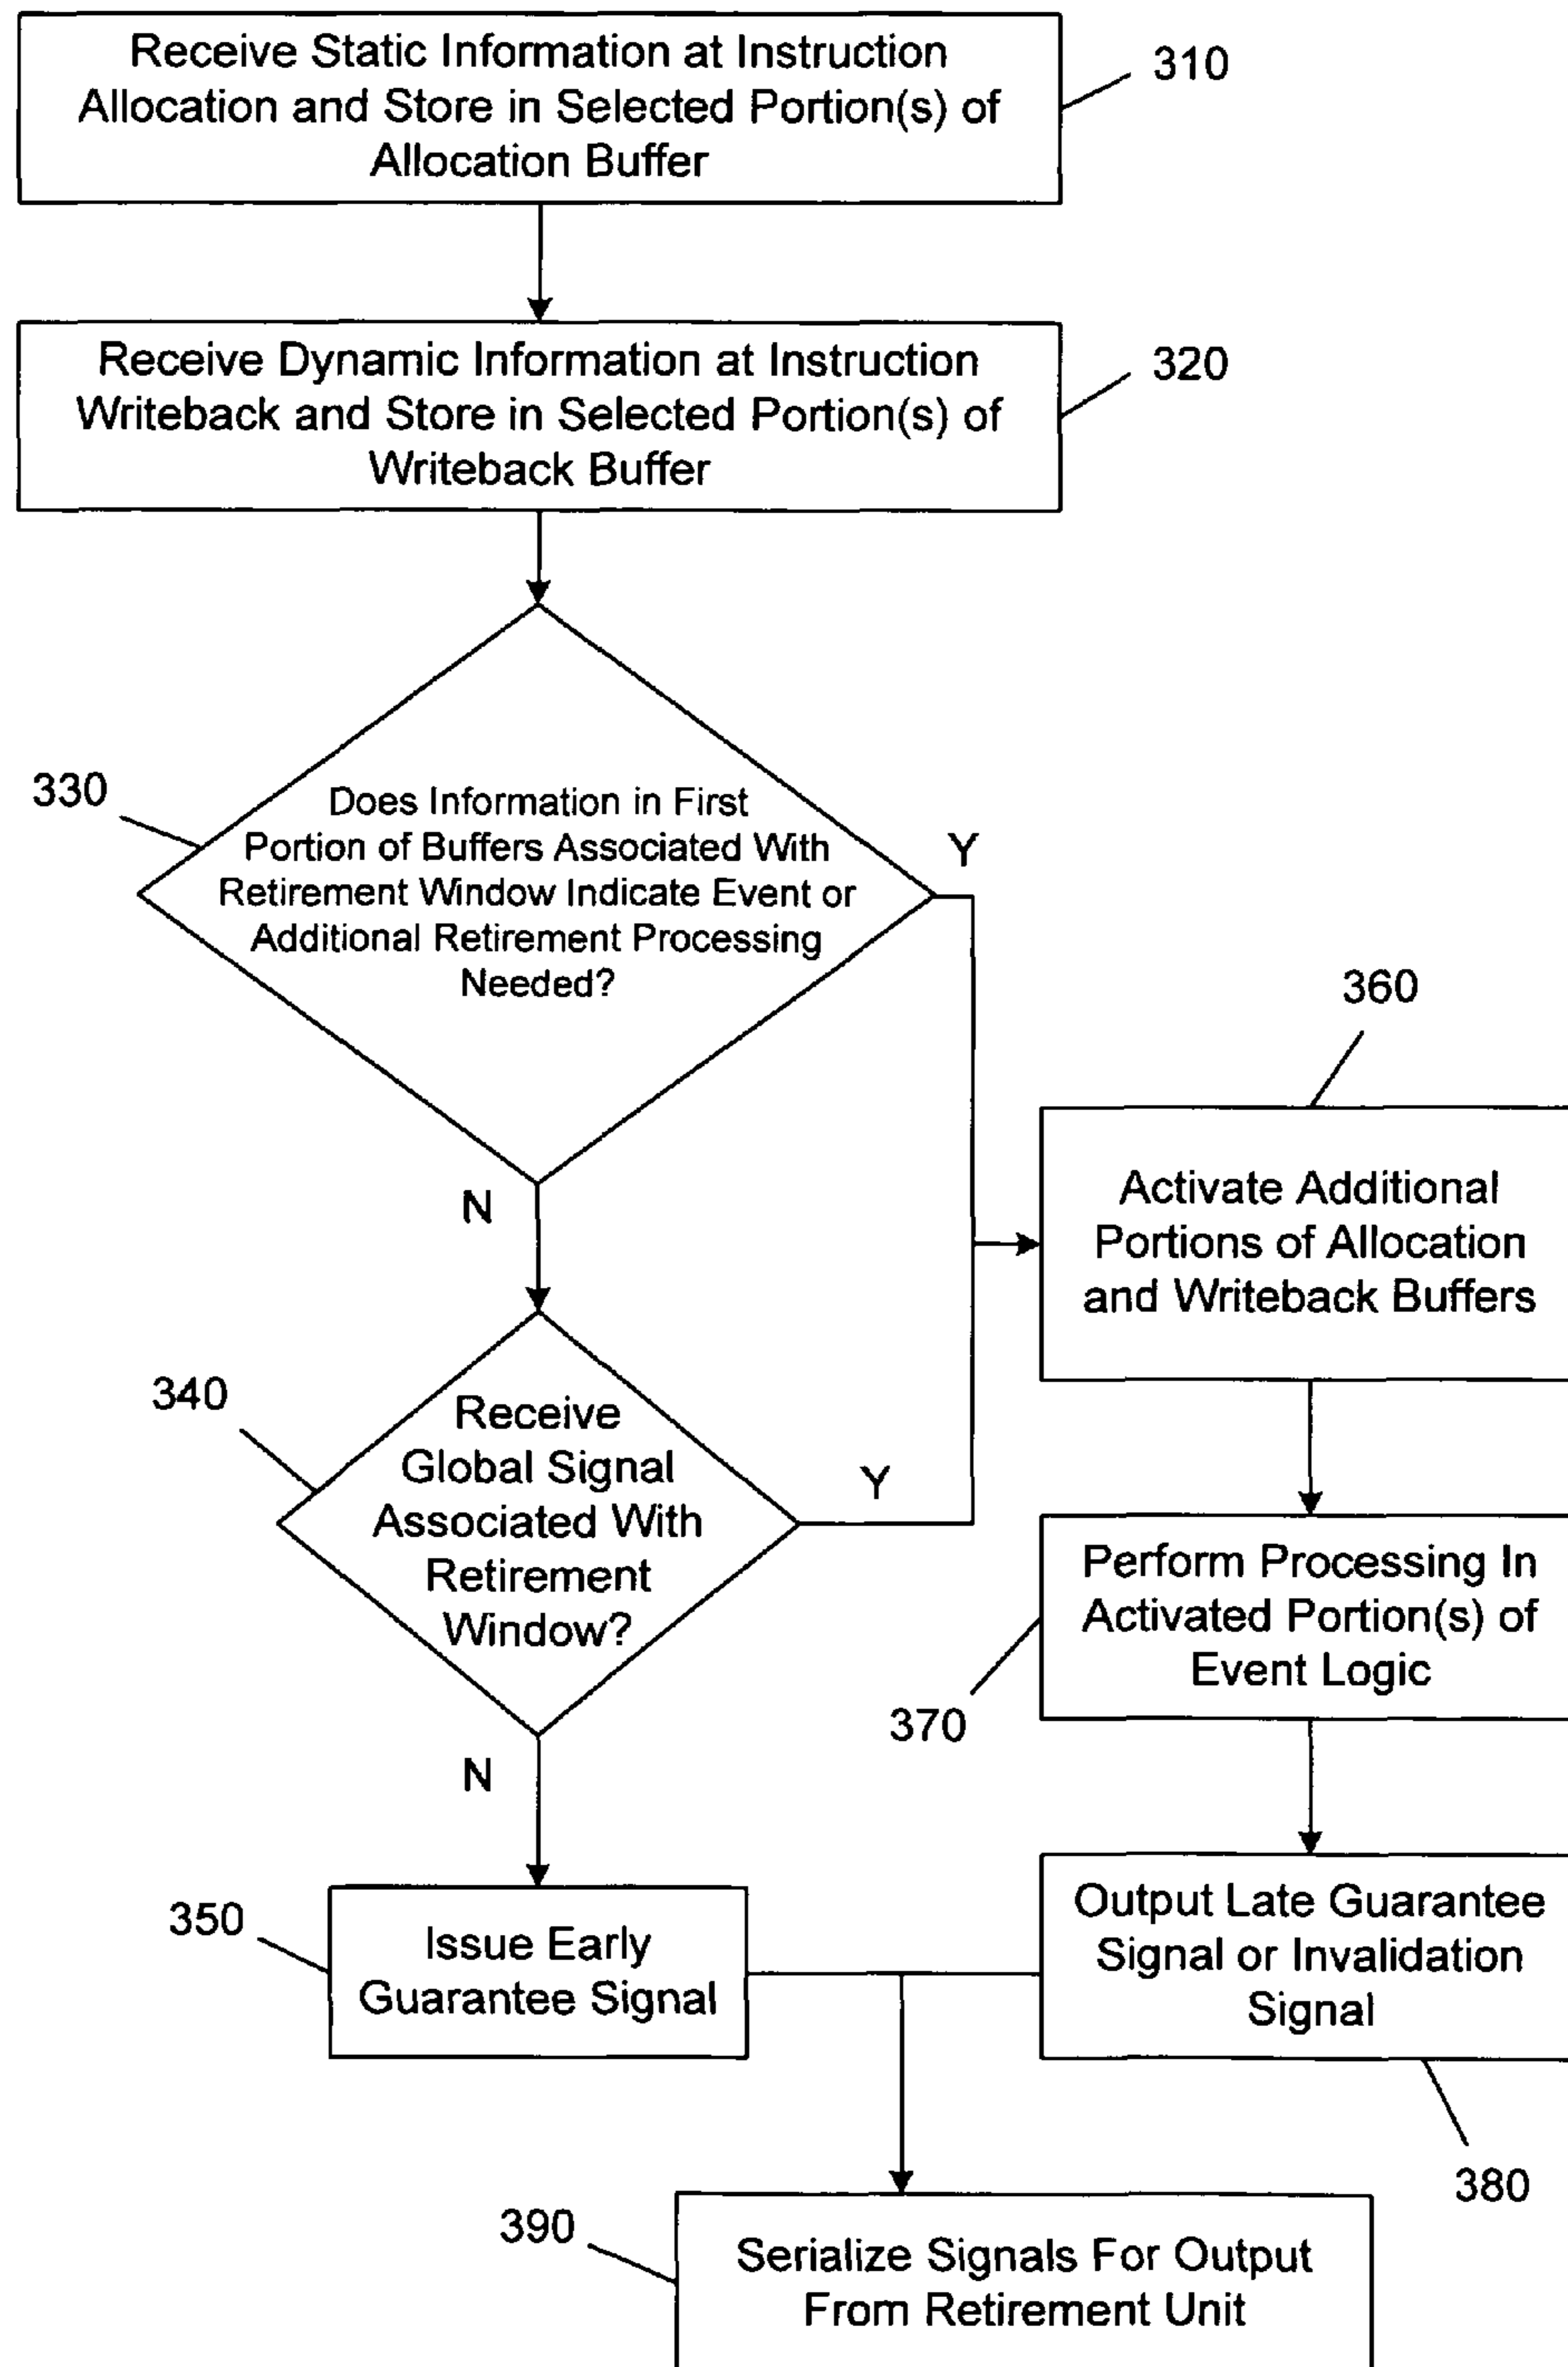 Receive Static Information at Instruction
Allocation and Store in Selected Portion(s) of
Allocation Buffer
310
Receive Dynamic Information at Instruction
Writeback and Store in Selected Portion(s) of
Writeback Buffer
320
330
Does Information in First
Portion of Buffers Associated With
Retirement Window Indicate Event or
Additional Retirement Processing
Needed?
Y
N
340
Receive
Global Signal
Associated With
Retirement
Window?
Y
N
350
Issue Early
Guarantee Signal
360
Activate Additional
Portions of Allocation
and Writeback Buffers
Perform Processing In
Activated Portion(s) of
Event Logic
370
Output Late Guarantee
Signal or Invalidation
Signal
380
390
Serialize Signals For Output
From Retirement Unit